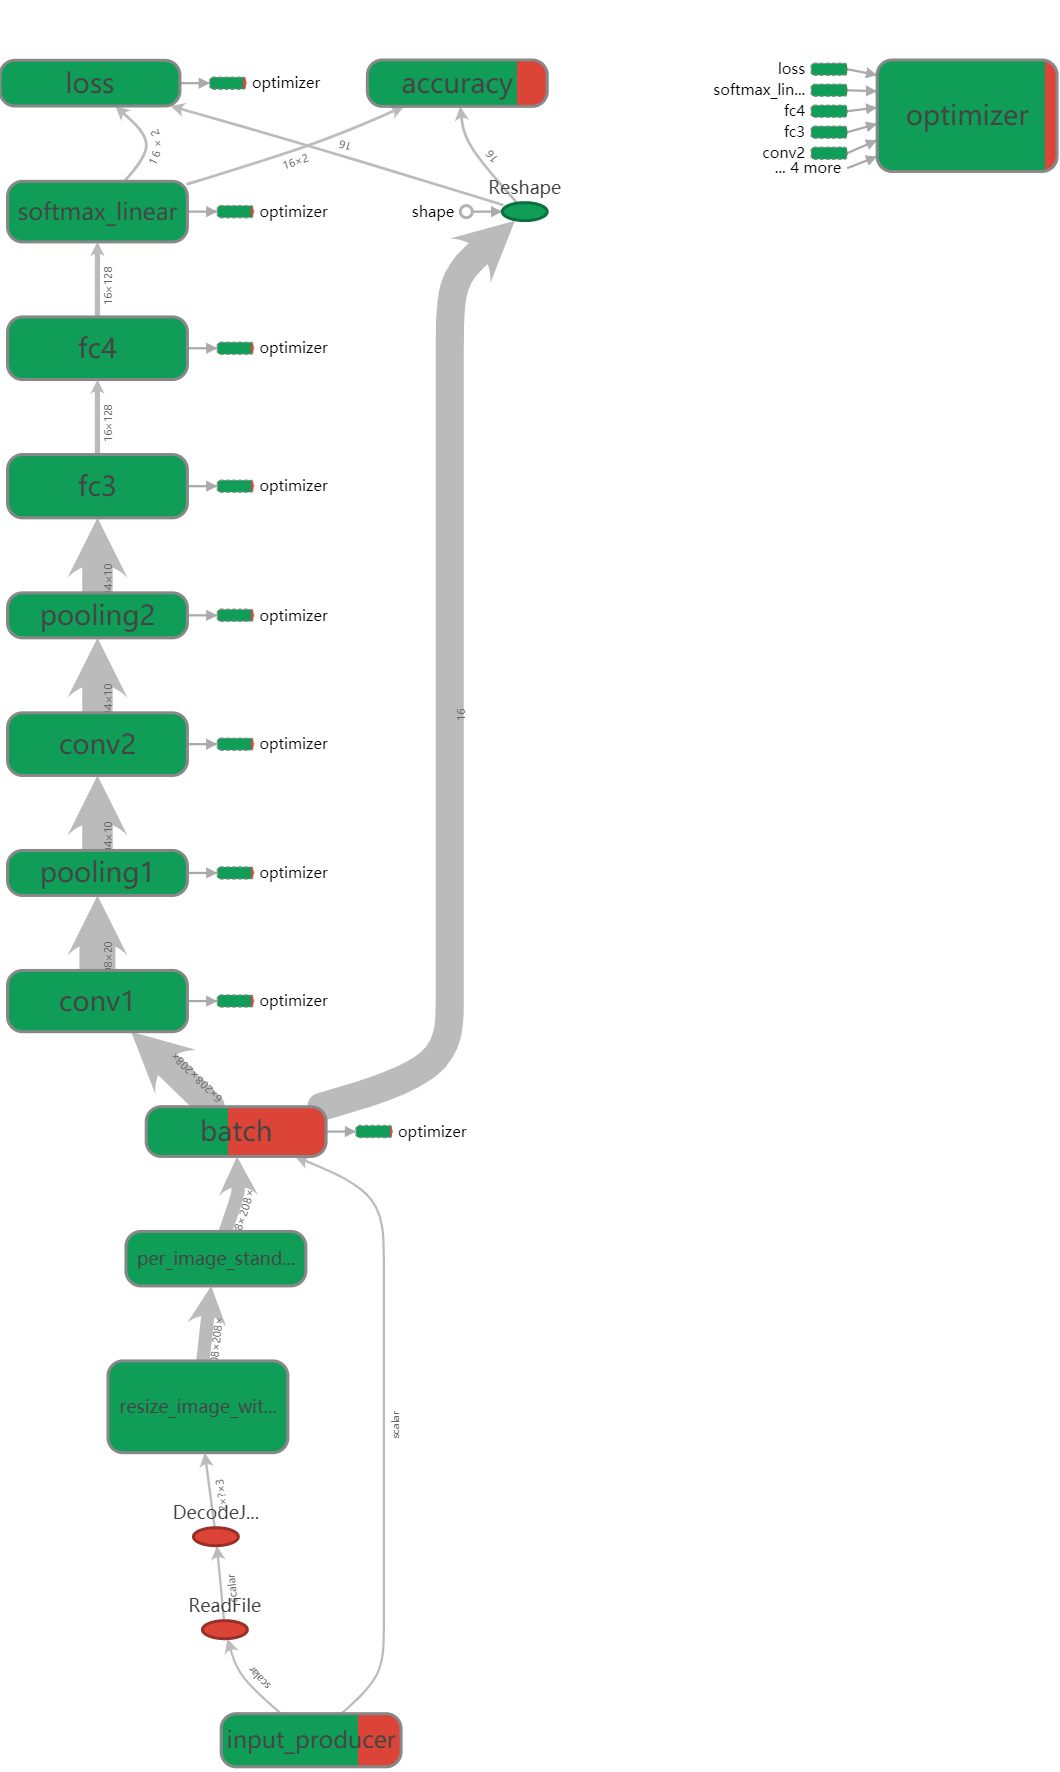 loss
optimizer
accuracy
loss
softmax_lin...
fc4
fc3
conv2
... 4 more
optimizer
16×2
16×2
16
16
Reshape
shape
softmax_linear
optimizer
16×128
fc4
optimizer
16×128
fc3
optimizer
4×10
pooling2
optimizer
4×10
conv2
optimizer
16
4×10
pooling1
optimizer
8×20
conv1
optimizer
6×208×208×
batch
optimizer
8×208×
per_image_stand...
08×208×
resize_image_wit...
scalar
?×?×3
DecodeJ...
scalar
ReadFile
scalar
input_producer